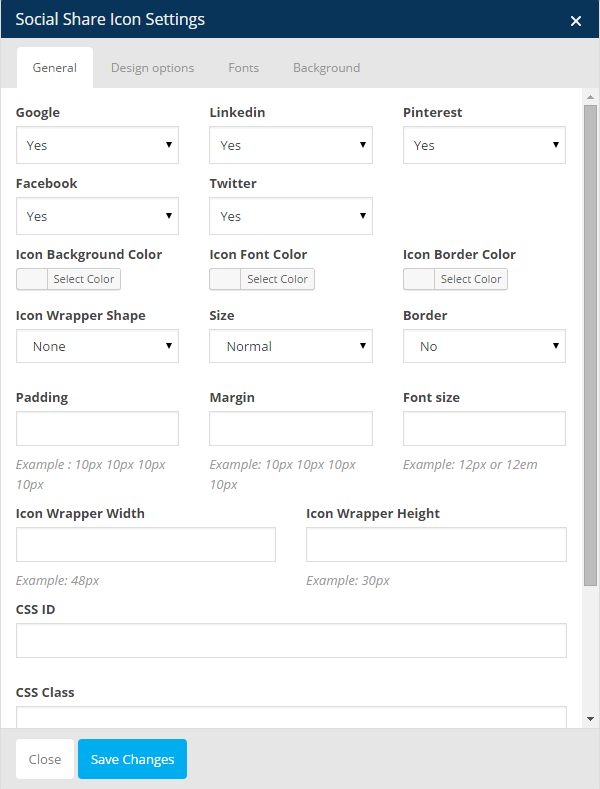 Social Share Icon Settings ×
General Design options Fonts Background
Google Linkedin Pinterest
Yes Yes Yes
Facebook Twitter
Yes Yes
Icon Background Color Icon Font Color Icon Border Color
Select Color Select Color Select Color
Icon Wrapper Shape Size Border
None Normal No
Padding Margin Font size
Example : 10px 10px 10px 10px
Example: 10px 10px 10px 10px
Example: 12px or 12em
Icon Wrapper Width Icon Wrapper Height
Example: 48px Example: 30px
CSS ID
CSS Class
Close Save Changes